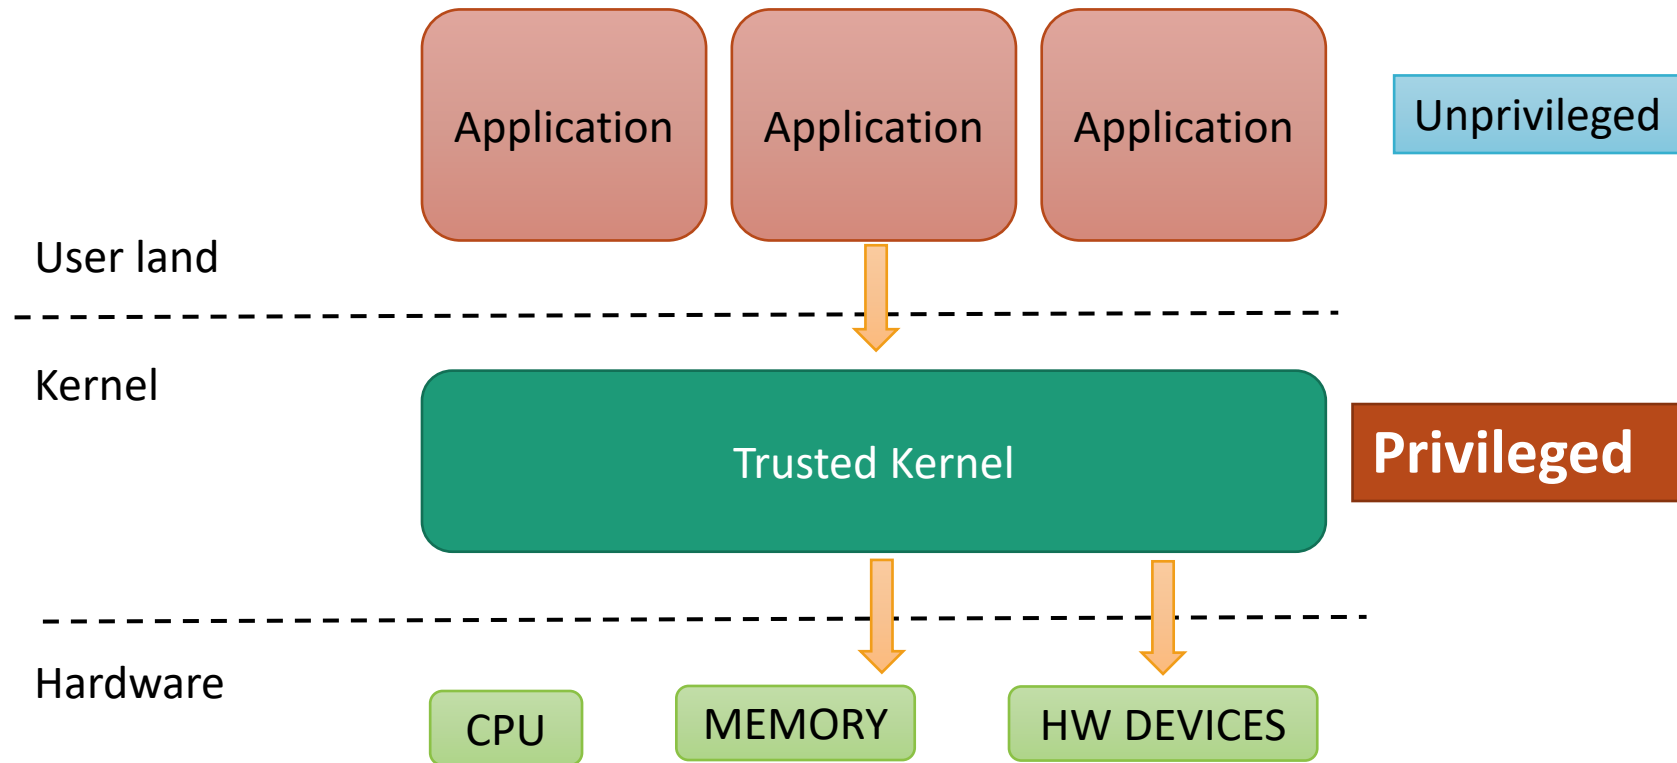 Application
Application
Application
Unprivileged
User land
Kernel
Trusted Kernel
Privileged
Hardware
CPU
MEMORY
HW DEVICES